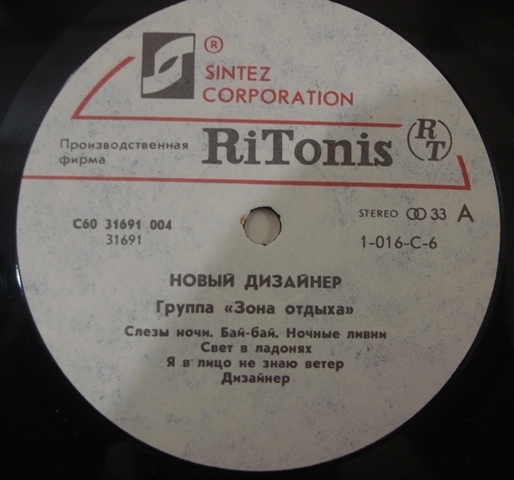 ®
SINTEZ
CORPORATION
Производственная
фирма
RiTonis
RT
С60 31691 004
31691
STEREO 33 A
1-016-C-6
НОВЫЙ ДИЗАЙНЕР
Группа «Зона отдыха»
Слезы ночи. Бай-бай. Ночные ливни
Свет в ладонях
Я в лицо не знаю ветер
Дизайнер